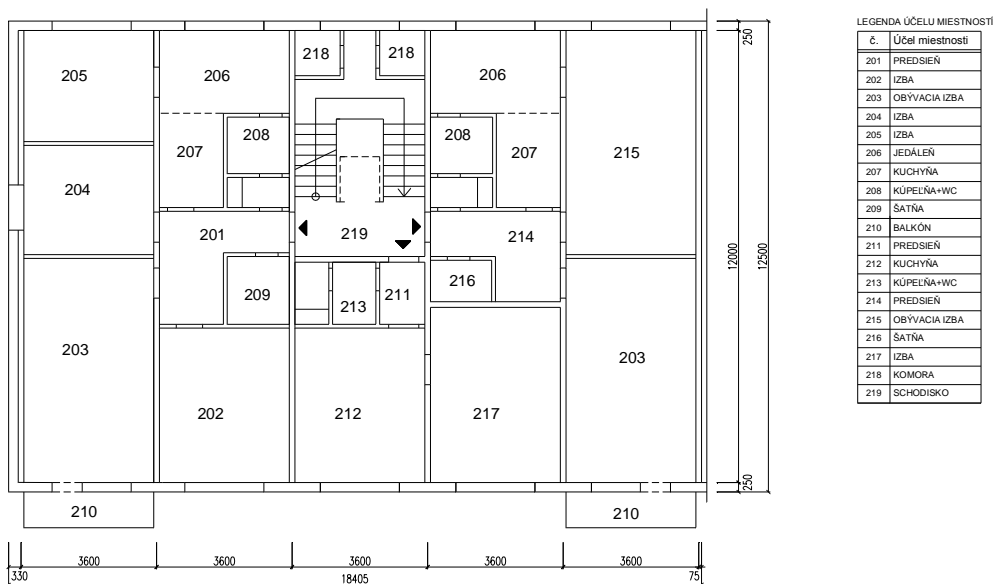 LEGENDA ÚČELU MIESTNOSTÍ
č. Účel miestnosti
201 PREDSIEŇ
202 IZBA
203 OBÝVACIA IZBA
204 IZBA
205 IZBA
206 JEDÁLEŇ
207 KUCHYŇA
208 KÚPEĽŇA+WC
209 ŠATŇA
210 BALKÓN
211 PREDSIEŇ
212 KUCHYŇA
213 KÚPEĽŇA+WC
214 PREDSIEŇ
215 OBÝVACIA IZBA
216 ŠATŇA
217 IZBA
218 KOMORA
219 SCHODISKO
218 218
205 206 206
208 208
207 207 215
204
201 219 214
216
209 213 211
203 203
202 212 217
210 210
250
12000 12500
250
3600 3600 3600 3600 3600
330 18405 75